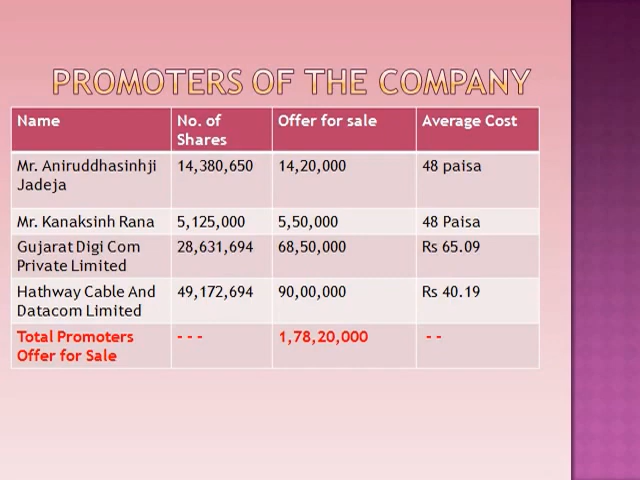 PROMOTERS OF THE COMPANY
Name No. of Shares Offer for sale Average Cost
Mr. Aniruddhasinhji Jadeja 14,380,650 14,20,000 48 paisa
Mr. Kanaksinh Rana 5,125,000 5,50,000 48 Paisa
Gujarat Digi Com Private Limited 28,631,694 68,50,000 Rs 65.09
Hathway Cable And Datacom Limited 49,172,694 90,00,000 Rs 40.19
Total Promoters Offer for Sale - - - 1,78,20,000 - -